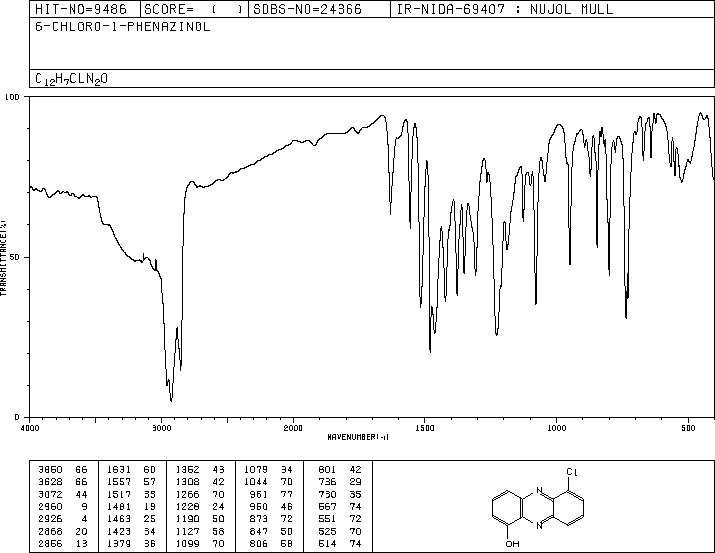 HIT-NO=9486 SCORE= ( ) SDBS-NO=24366 IR-NIDA-69407 : NUJOL MULL
6-CHLORO-1-PHENAZINOL
C12H7CLN2O
100
50
0
TRANSMITTANCE(%)
4000 3000 2000 1500 1000 500
WAVENUMBER(-1)
3860 66 1631 60 1362 43 1079 34 801 42
3628 66 1557 57 1308 42 1044 70 736 29
3072 44 1517 35 1266 70 961 77 730 35
2960 9 1481 19 1228 24 950 46 667 74
2926 4 1463 25 1190 50 873 72 551 72
2868 20 1423 34 1127 58 847 50 525 70
2856 13 1379 36 1099 70 806 68 514 74
Cl
N
N
OH